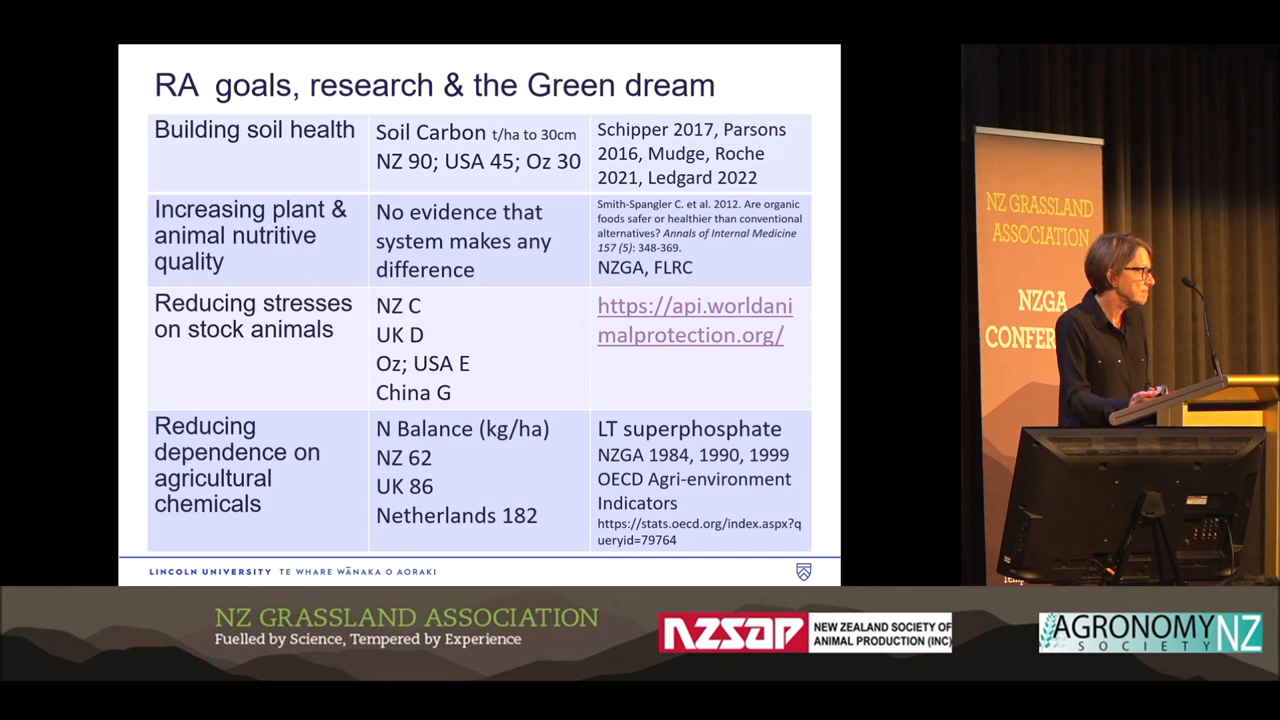 RA goals, research & the Green dream
Building soil health
Soil Carbon t/ha to 30cm
NZ 90; USA 45; Oz 30
Schipper 2017, Parsons
2016, Mudge, Roche
2021, Ledgard 2022
Increasing plant &
animal nutritive
quality
No evidence that
system makes any
difference
Smith-Spangler C. et al. 2012. Are organic
foods safer or healthier than conventional
alternatives? Annals of Internal Medicine
157 (5): 348-369.
NZGA, FLRC
Reducing stresses
on stock animals
NZ C
UK D
Oz; USA E
China G
https://api.worldani
malprotection.org/
Reducing
dependence on
agricultural
chemicals
N Balance (kg/ha)
NZ 62
UK 86
Netherlands 182
LT superphosphate
NZGA 1984, 1990, 1999
OECD Agri-environment
Indicators
https://stats.oecd.org/index.aspx?q
ueryid=79764
LINCOLN UNIVERSITY TE WHARE WĀNAKA O AORAKI
NZ GRASSLAND
ASSOCIATION
NZGA
NZ GRASSLAND ASSOCIATION
Fuelled by Science, Tempered by Experience
NZSAP
NEW ZEALAND SOCIETY OF
ANIMAL PRODUCTION (INC)
AGRONOMY NZ
SOCIETY